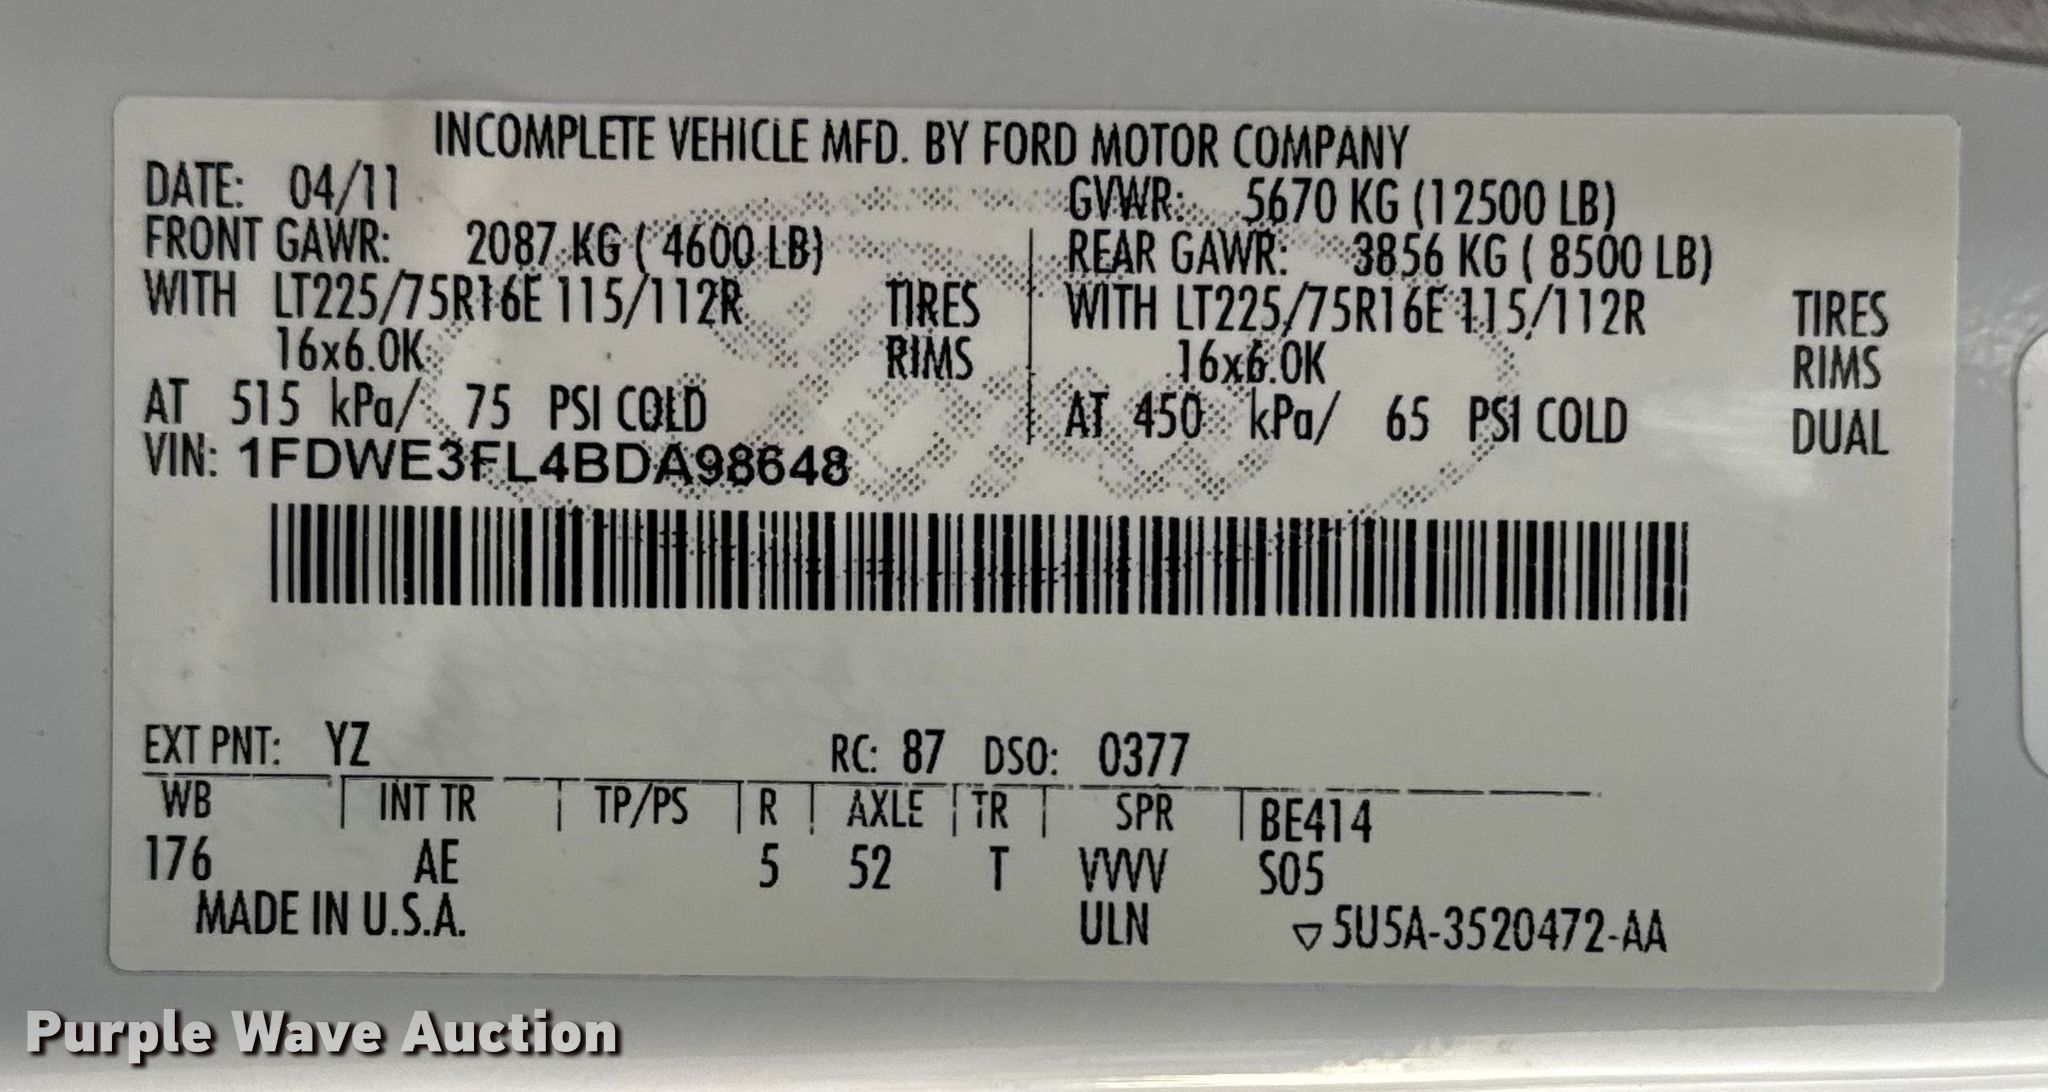 INCOMPLETE VEHICLE MFD. BY FORD MOTOR COMPANY
DATE: 04/11 GVWR: 5670 KG (12500 LB)
FRONT GAWR: 2087 KG ( 4600 LB) REAR GAWR: 3856 KG ( 8500 LB)
WITH LT225/75R16E 115/112R TIRES WITH LT225/75R16E 115/112R TIRES
16x6.0K RIMS 16x6.0K RIMS
AT 515 kPa/ 75 PSI COLD AT 450 kPa/ 65 PSI COLD DUAL
VIN: 1FDWE3FL4BDA98648
EXT PNT: YZ RC: 87 DSO: 0377
WB INT TR TP/PS R AXLE TR SPR BE414
176 AE 5 52 T VVVV S05
MADE IN U.S.A. ULN ▽5U5A-3520472-AA
Purple Wave Auction